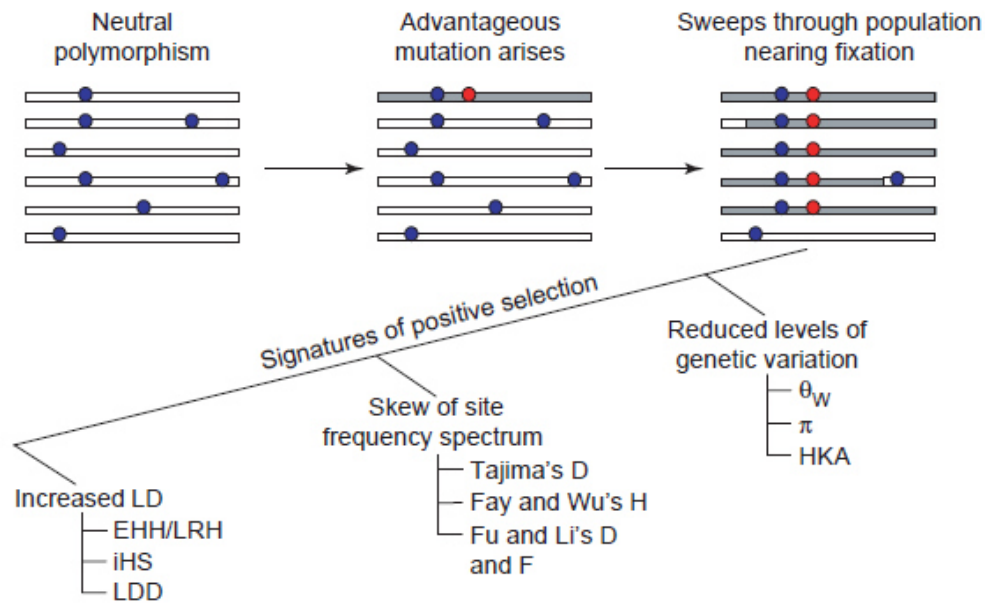 Neutral
polymorphism
Advantageous
mutation arises
Sweeps through population
nearing fixation
Signatures of positive selection
Reduced levels of
genetic variation
θW
π
HKA
Skew of site
frequency spectrum
Tajima's D
Fay and Wu's H
Fu and Li's D
and F
Increased LD
EHH/LRH
iHS
LDD